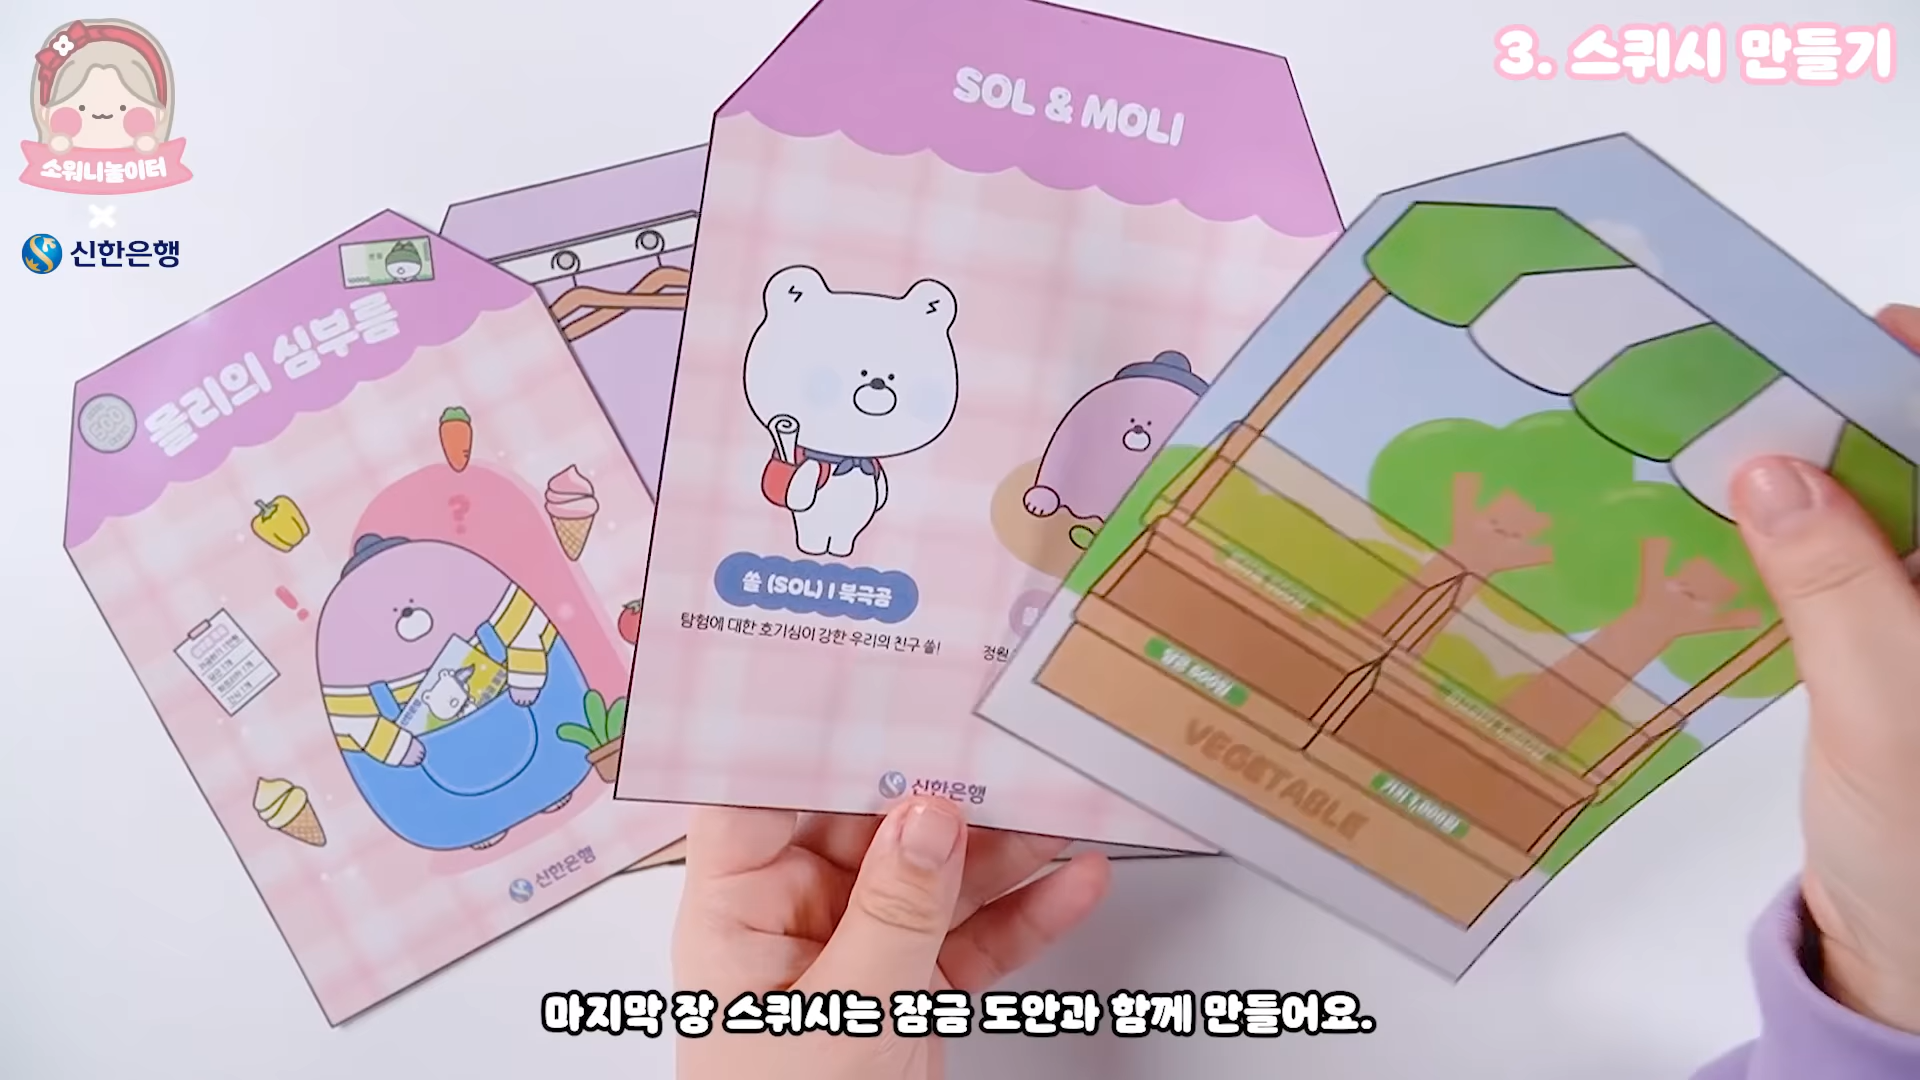 3. 스퀴시 만들기
소워니놀이터
신한은행
SOL & MOLI
몰리의 심부름
500
?
쏠 (SOL) | 북극곰
탐험에 대한 호기심이 강한 우리의 친구 쏠!
정원
VEGETABLE
신한은행
신한은행
마지막 장 스퀴시는 잠금 도안과 함께 만들어요.